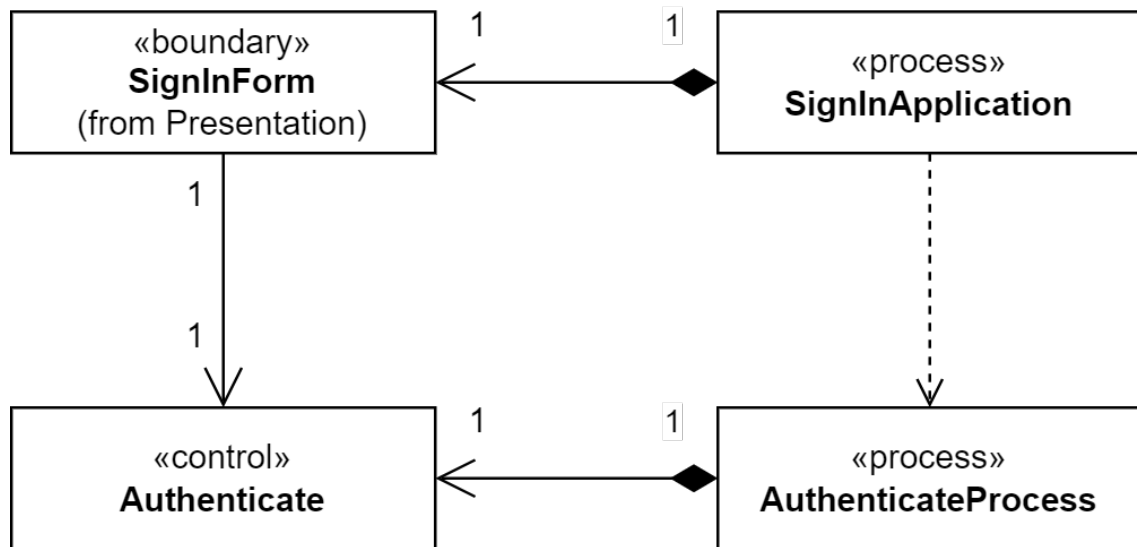 «boundary»
SignInForm
(from Presentation)
1
1
«process»
SignInApplication
1
1
«control»
Authenticate
1
1
«process»
AuthenticateProcess